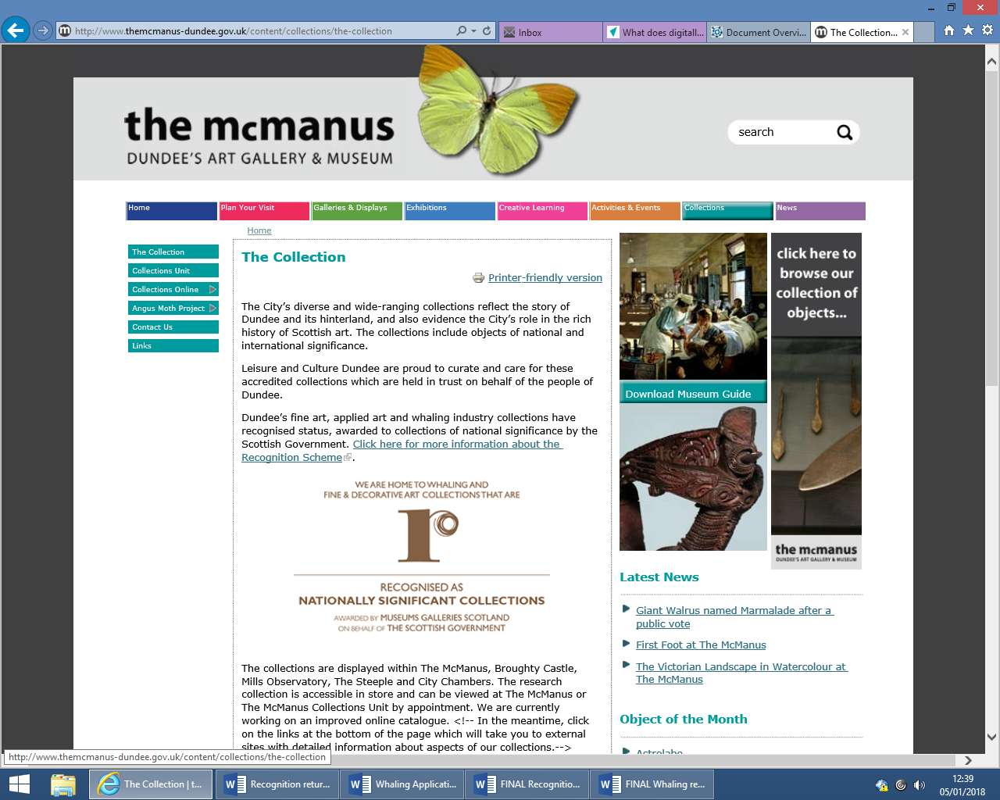 http://www.themcmanus-dundee.gov.uk/content/collections/the-collection
Inbox
What does digitall...
Document Overvi...
The Collection...
the mcmanus
DUNDEE'S ART GALLERY & MUSEUM
search
Home
Plan Your Visit
Galleries & Displays
Exhibitions
Creative Learning
Activities & Events
Collections
News
Home
The Collection
Collections Unit
Collections Online
Angus Moth Project
Contact Us
Links
The Collection
Printer-friendly version
The City's diverse and wide-ranging collections reflect the story of
Dundee and its hinterland, and also evidence the City's role in the rich
history of Scottish art. The collections include objects of national and
international significance.
Leisure and Culture Dundee are proud to curate and care for these
accredited collections which are held in trust on behalf of the people of
Dundee.
Dundee's fine art, applied art and whaling industry collections have
recognised status, awarded to collections of national significance by the
Scottish Government. Click here for more information about the
Recognition Scheme.
WE ARE HOME TO WHALING AND
FINE & DECORATIVE ART COLLECTIONS THAT ARE
r
RECOGNISED AS
NATIONALLY SIGNIFICANT COLLECTIONS
AWARDED BY MUSEUMS GALLERIES SCOTLAND
ON BEHALF OF THE SCOTTISH GOVERNMENT
The collections are displayed within The McManus, Broughty Castle,
Mills Observatory, The Steeple and City Chambers. The research
collection is accessible in store and can be viewed at The McManus or
The McManus Collections Unit by appointment. We are currently
working on an improved online catalogue. <!-- In the meantime, click
on the links at the bottom of the page which will take you to external
sites with detailed information about aspects of our collections.-->
Download Museum Guide
click here to
browse our
collection of
objects...
the mcmanus
DUNDEE'S ART GALLERY & MUSEUM
Latest News
Giant Walrus named Marmalade after a
public vote
First Foot at The McManus
The Victorian Landscape in Watercolour at
The McManus
Object of the Month
Astrolabe
http://www.themcmanus-dundee.gov.uk/content/collections/the-collection
The Collection | t...
Recognition retur...
Whaling Applicati...
FINAL Recognitio...
FINAL Whaling re...
12:39
05/01/2018